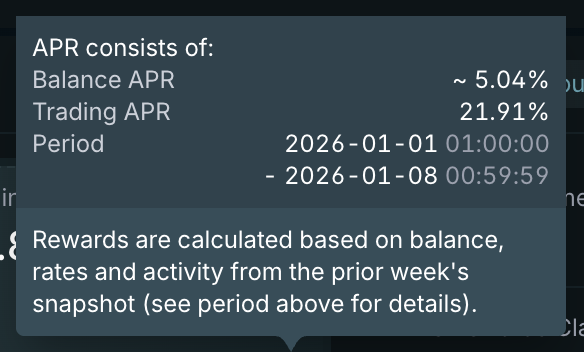 APR consists of:
Balance APR ~ 5.04%
Trading APR 21.91%
Period 2026-01-01 01:00:00
- 2026-01-08 00:59:59
Rewards are calculated based on balance,
rates and activity from the prior week's
snapshot (see period above for details).